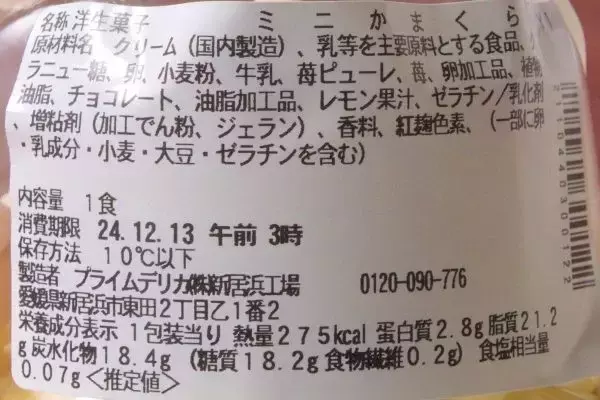 名称 洋生菓子 ミニかまくら
原材料名 クリーム（国内製造）、乳等を主要原料とする食品、
ラニュー糖、卵、小麦粉、牛乳、苺ピューレ、苺、卵加工品、植物
油脂、チョコレート、油脂加工品、レモン果汁、ゼラチン/乳化剤
、増粘剤（加工でん粉、ジェラン）、香料、紅麹色素、（一部に卵
・乳成分・小麦・大豆・ゼラチンを含む）
内容量 1食
消費期限 24.12.13 午前 3時
保存方法 10℃以下
製造者 プライムデリカ㈱新居浜工場 0120-090-776
愛媛県新居浜市東田2丁目乙1番2
栄養成分表示 1包装当り 熱量275kcal 蛋白質2.8g 脂質21.2
g 炭水化物18.4g （糖質18.2g 食物繊維0.2g） 食塩相当量
0.07g＜推定値＞
2110440300122